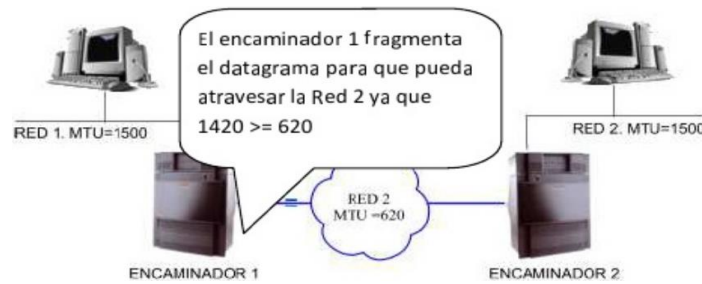 El encaminador 1 fragmenta
el datagrama para que pueda
atravesar la Red 2 ya que
1420 >= 620
RED 1. MTU=1500
RED 2. MTU=1500
RED 2
MTU =620
ENCAMINADOR 1
ENCAMINADOR 2